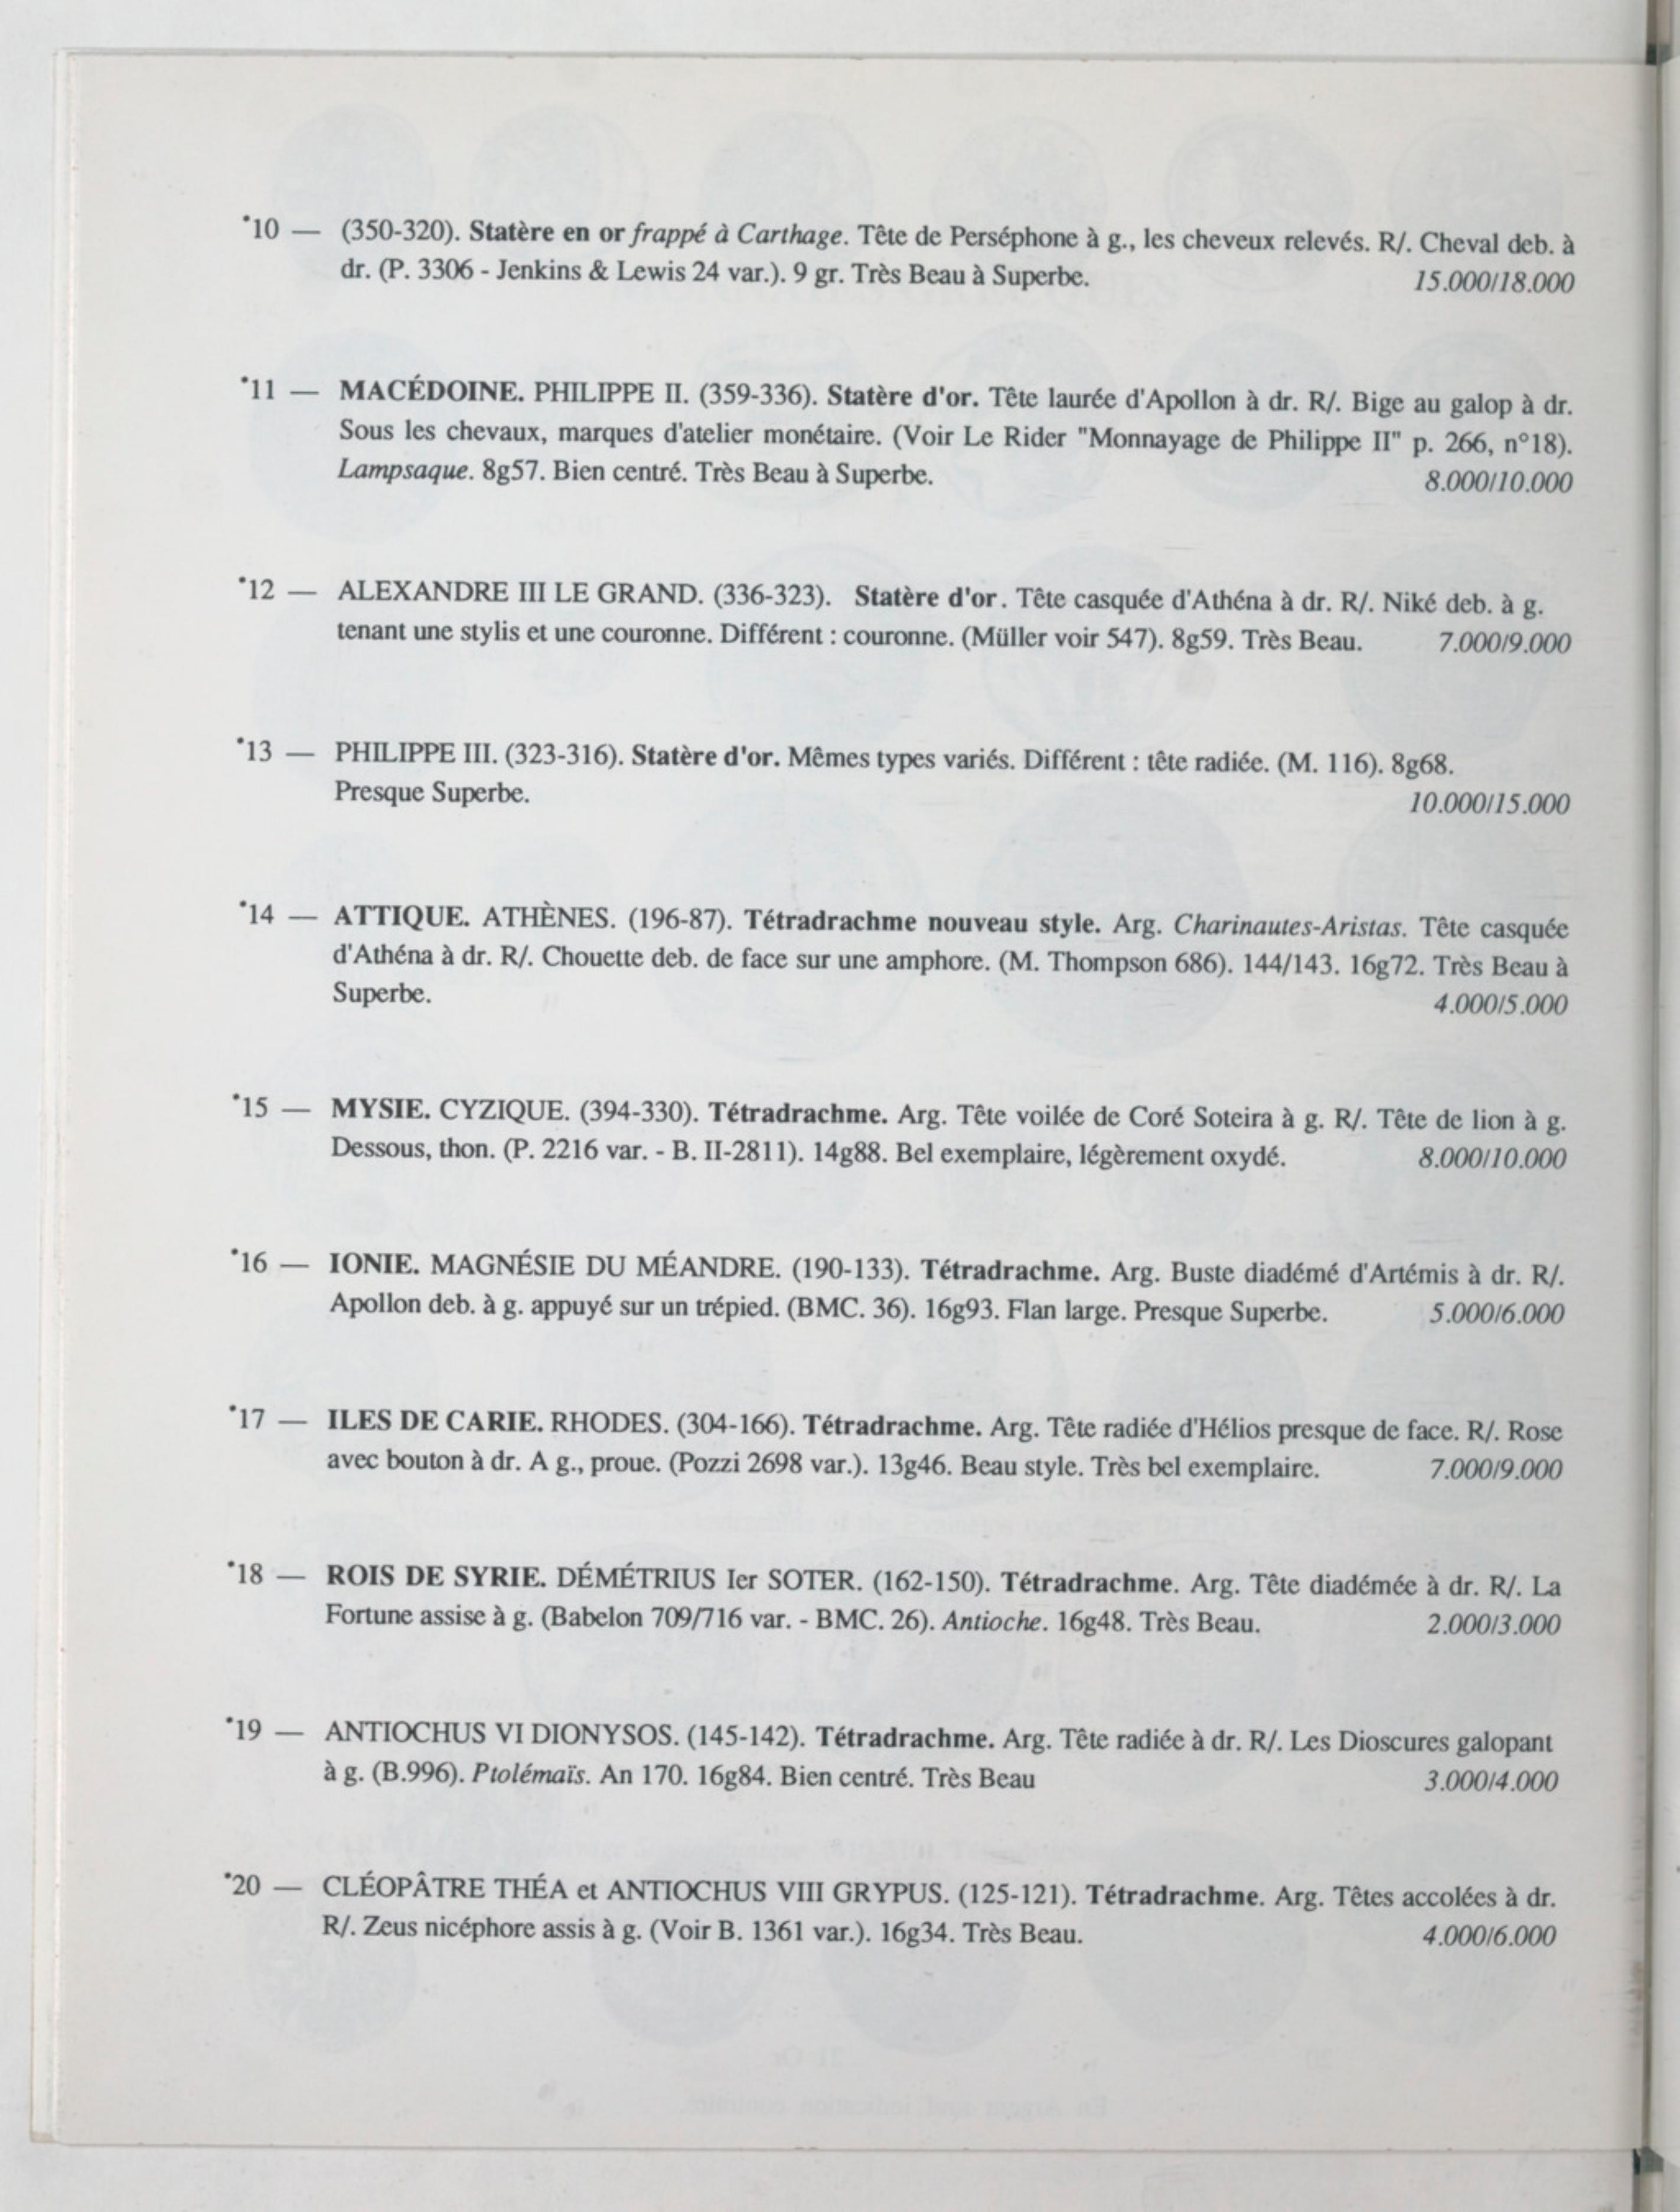 *10 — (350-320). Statère en or frappé à Carthage. Tête de Perséphone à g., les cheveux relevés. R/. Cheval deb. à
dr. (P. 3306 - Jenkins & Lewis 24 var.). 9 gr. Très Beau à Superbe. 15.000/18.000
*11 — MACÉDOINE. PHILIPPE II. (359-336). Statère d'or. Tête laurée d'Apollon à dr. R/. Bige au galop à dr.
Sous les chevaux, marques d'atelier monétaire. (Voir Le Rider "Monnayage de Philippe II" p. 266, n°18).
Lampsaque. 8g57. Bien centré. Très Beau à Superbe. 8.000/10.000
*12 — ALEXANDRE III LE GRAND. (336-323). Statère d'or. Tête casquée d'Athéna à dr. R/. Niké deb. à g.
tenant une stylis et une couronne. Différent : couronne. (Müller voir 547). 8g59. Très Beau. 7.000/9.000
*13 — PHILIPPE III. (323-316). Statère d'or. Mêmes types variés. Différent : tête radiée. (M. 116). 8g68.
Presque Superbe. 10.000/15.000
*14 — ATTIQUE. ATHÈNES. (196-87). Tétradrachme nouveau style. Arg. Charinautes-Aristas. Tête casquée
d'Athéna à dr. R/. Chouette deb. de face sur une amphore. (M. Thompson 686). 144/143. 16g72. Très Beau à
Superbe. 4.000/5.000
*15 — MYSIE. CYZIQUE. (394-330). Tétradrachme. Arg. Tête voilée de Coré Soteira à g. R/. Tête de lion à g.
Dessous, thon. (P. 2216 var. - B. II-2811). 14g88. Bel exemplaire, légèrement oxydé. 8.000/10.000
*16 — IONIE. MAGNÉSIE DU MÉANDRE. (190-133). Tétradrachme. Arg. Buste diadémé d'Artémis à dr. R/.
Apollon deb. à g. appuyé sur un trépied. (BMC. 36). 16g93. Flan large. Presque Superbe. 5.000/6.000
*17 — ILES DE CARIE. RHODES. (304-166). Tétradrachme. Arg. Tête radiée d'Hélios presque de face. R/. Rose
avec bouton à dr. A g., proue. (Pozzi 2698 var.). 13g46. Beau style. Très bel exemplaire. 7.000/9.000
*18 — ROIS DE SYRIE. DÉMÉTRIUS Ier SOTER. (162-150). Tétradrachme. Arg. Tête diadémée à dr. R/. La
Fortune assise à g. (Babelon 709/716 var. - BMC. 26). Antioche. 16g48. Très Beau. 2.000/3.000
*19 — ANTIOCHUS VI DIONYSOS. (145-142). Tétradrachme. Arg. Tête radiée à dr. R/. Les Dioscures galopant
à g. (B.996). Ptolémaïs. An 170. 16g84. Bien centré. Très Beau 3.000/4.000
*20 — CLÉOPÂTRE THÉA et ANTIOCHUS VIII GRYPUS. (125-121). Tétradrachme. Arg. Têtes accolées à dr.
R/. Zeus nicéphore assis à g. (Voir B. 1361 var.). 16g34. Très Beau. 4.000/6.000